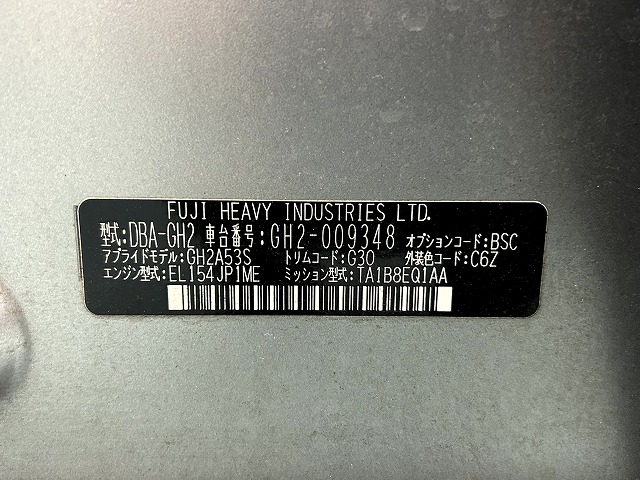 FUJI HEAVY INDUSTRIES LTD.
型式:DBA-GH2 車台番号:GH2-009348 オプションコード:BSC
アプライドモデル:GH2A53S トリムコード:G30 外装色コード:C6Z
エンジン型式:EL154JP1ME ミッション型式:TA1B8EQ1AA